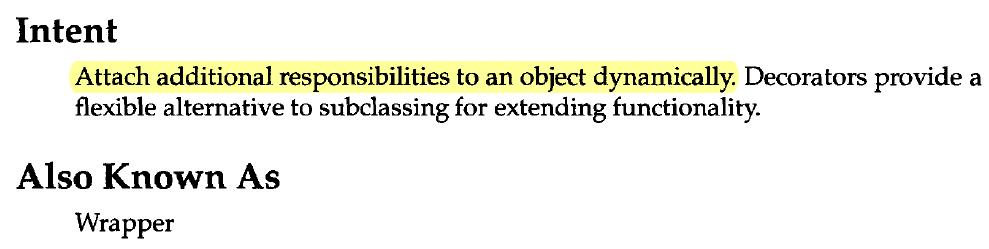 Intent
Attach additional responsibilities to an object dynamically. Decorators provide a
flexible alternative to subclassing for extending functionality.
Also Known As
Wrapper